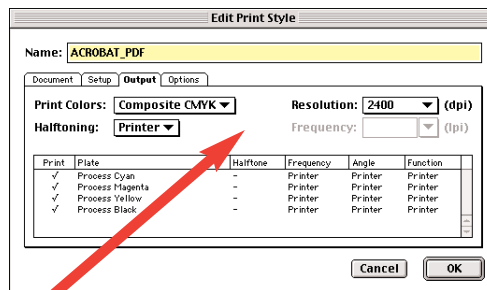 Edit Print Style
Name: ACROBAT_PDF
Document Setup Output Options
Print Colors: Composite CMYK Resolution: 2400 (dpi)
Halftoning: Printer Frequency: (lpi)
Print Plate Halftone Frequency Angle Function
√ Process Cyan - Printer Printer Printer
√ Process Magenta - Printer Printer Printer
√ Process Yellow - Printer Printer Printer
√ Process Black - Printer Printer Printer
Cancel OK